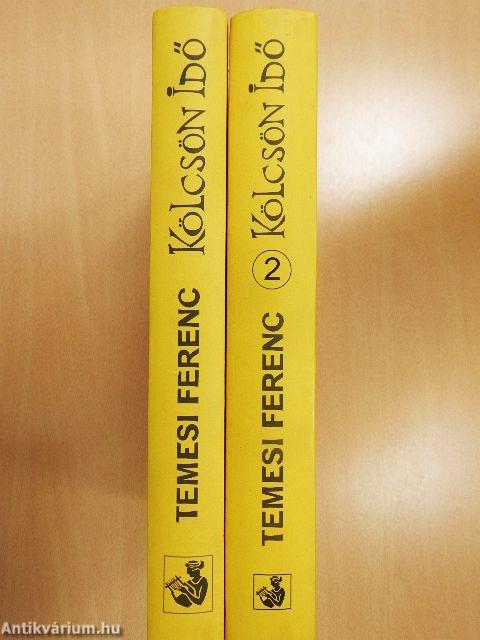 TEMESI FERENC KÖLCSÖN IDŐ
TEMESI FERENC 2 KÖLCSÖN IDŐ
Antikvárium.hu